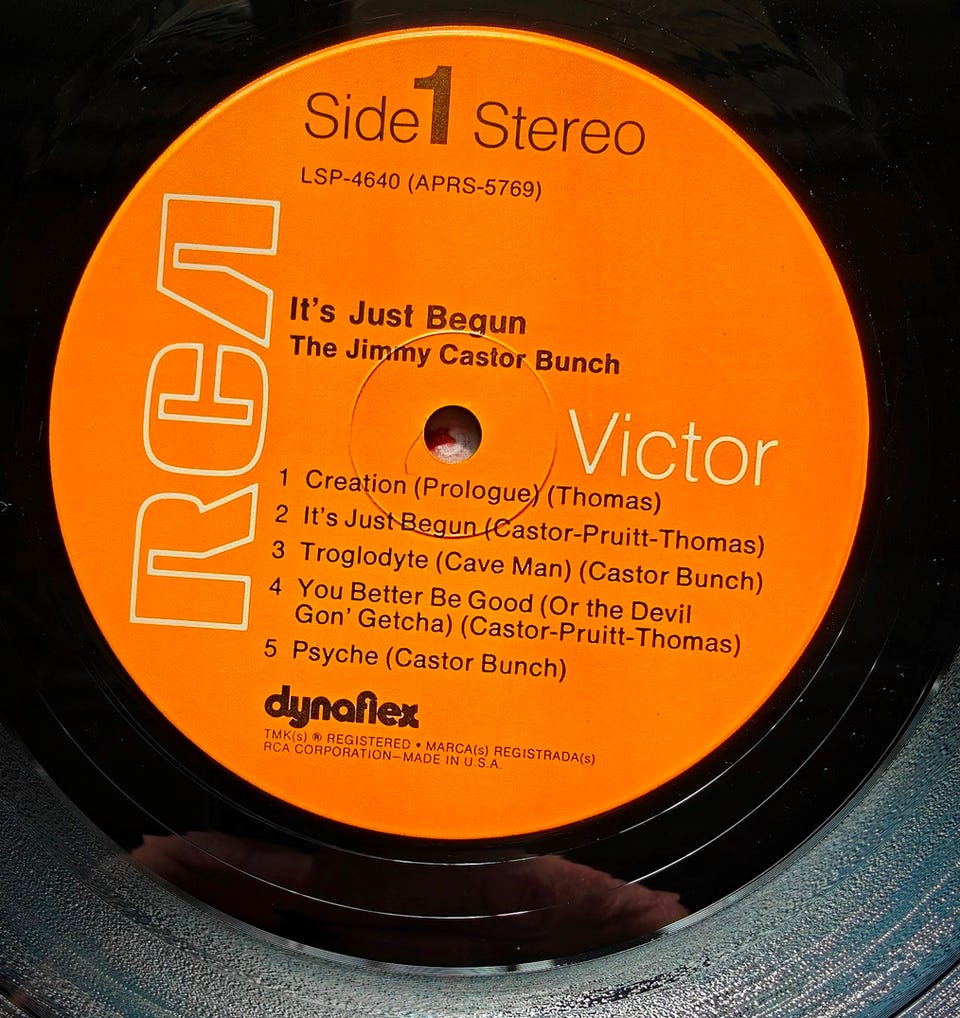 Side 1 Stereo
LSP-4640 (APRS-5769)
RCA
It's Just Begun
The Jimmy Castor Bunch
Victor
1 Creation (Prologue) (Thomas)
2 It's Just Begun (Castor-Pruitt-Thomas)
3 Troglodyte (Cave Man) (Castor Bunch)
4 You Better Be Good (Or the Devil
Gon' Getcha) (Castor-Pruitt-Thomas)
5 Psyche (Castor Bunch)
dynaflex
TMK(s) ® REGISTERED • MARCA(s) REGISTRADA(s)
RCA CORPORATION—MADE IN U.S.A.